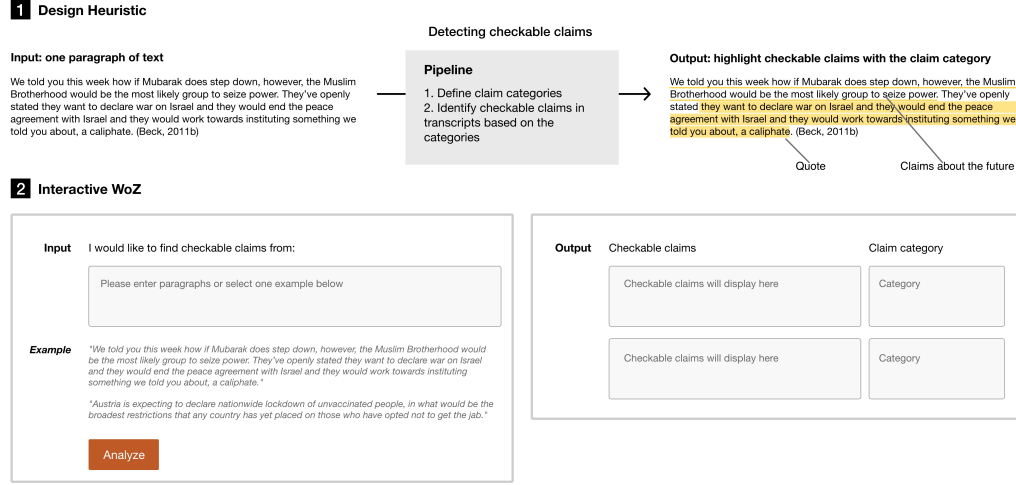 1 Design Heuristic
Detecting checkable claims
Input: one paragraph of text
We told you this week how if Mubarak does step down, however, the Muslim
Brotherhood would be the most likely group to seize power. They've openly
stated they want to declare war on Israel and they would end the peace
agreement with Israel and they would work towards instituting something we
told you about, a caliphate. (Beck, 2011b)
Pipeline
1. Define claim categories
2. Identify checkable claims in
transcripts based on the
categories
Output: highlight checkable claims with the claim category
We told you this week how if Mubarak does step down, however, the Muslim
Brotherhood would be the most likely group to seize power. They've openly
stated they want to declare war on Israel and they would end the peace
agreement with Israel and they would work towards instituting something we
told you about, a caliphate. (Beck, 2011b)
Quote
Claims about the future
2 Interactive WoZ
Input
I would like to find checkable claims from:
Please enter paragraphs or select one example below
Example
"We told you this week how if Mubarak does step down, however, the Muslim Brotherhood would
be the most likely group to seize power. They've openly stated they want to declare war on Israel
and they would end the peace agreement with Israel and they would work towards instituting
something we told you about, a caliphate."
"Austria is expecting to declare nationwide lockdown of unvaccinated people, in what would be the
broadest restrictions that any country has yet placed on those who have opted not to get the jab."
Analyze
Output
Checkable claims
Claim category
Checkable claims will display here
Category
Checkable claims will display here
Category